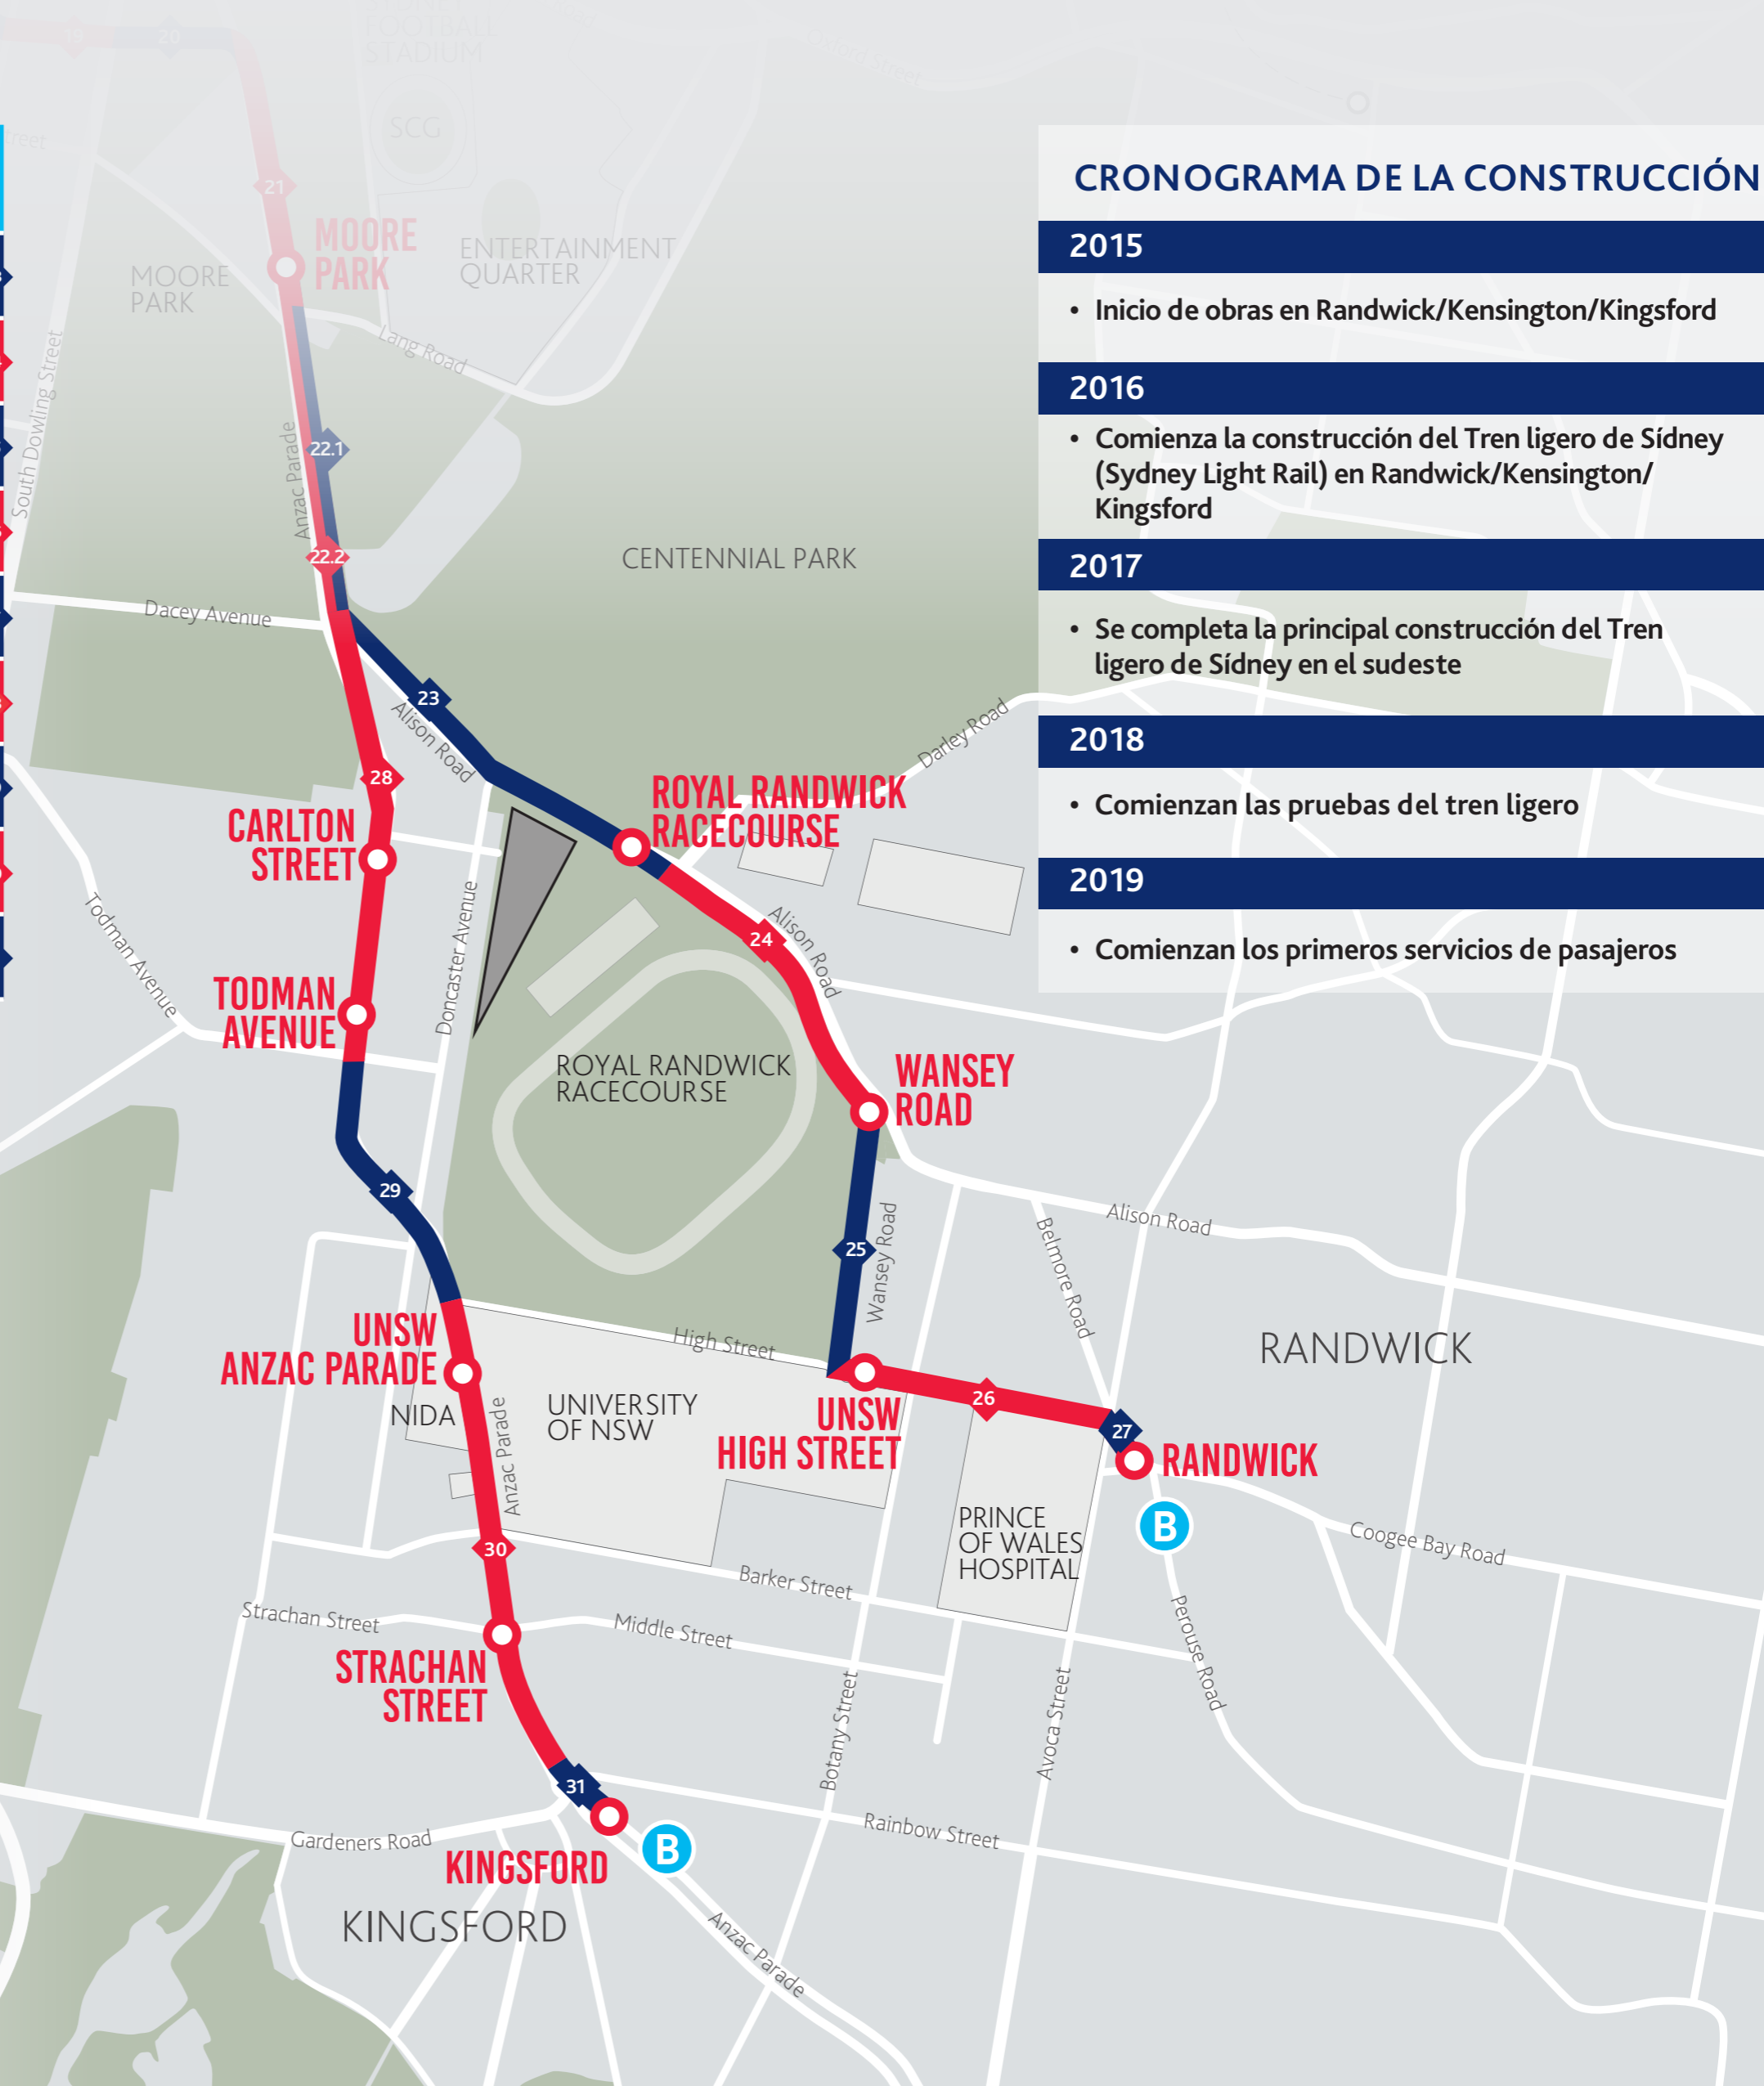 SYDNEY
FOOTBALL
STADIUM
19
20
Oxford Street
SCG
21
MOORE
PARK
ENTERTAINMENT
QUARTER
MOORE
PARK
Lang Road
South Dowling Street
Anzac Parade
22.1
22.2
CENTENNIAL PARK
Dacey Avenue
23
Alison Road
Darley Road
28
ROYAL RANDWICK
RACECOURSE
CARLTON
STREET
Todman Avenue
Doncaster Avenue
24
Alison Road
TODMAN
AVENUE
ROYAL RANDWICK
RACECOURSE
WANSEY
ROAD
29
25
Wansey Road
Belmore Road
Alison Road
UNSW
ANZAC PARADE
High Street
RANDWICK
NIDA
Anzac Parade
UNIVERSITY
OF NSW
UNSW
HIGH STREET
26
27
RANDWICK
B
PRINCE
OF WALES
HOSPITAL
Coogee Bay Road
30
Barker Street
Strachan Street
Middle Street
Perouse Road
STRACHAN
STREET
Botany Street
Avoca Street
31
Gardeners Road
Rainbow Street
B
KINGSFORD
KINGSFORD
Anzac Parade
CRONOGRAMA DE LA CONSTRUCCIÓN
2015
• Inicio de obras en Randwick/Kensington/Kingsford
2016
• Comienza la construcción del Tren ligero de Sídney
(Sydney Light Rail) en Randwick/Kensington/
Kingsford
2017
• Se completa la principal construcción del Tren
ligero de Sídney en el sudeste
2018
• Comienzan las pruebas del tren ligero
2019
• Comienzan los primeros servicios de pasajeros